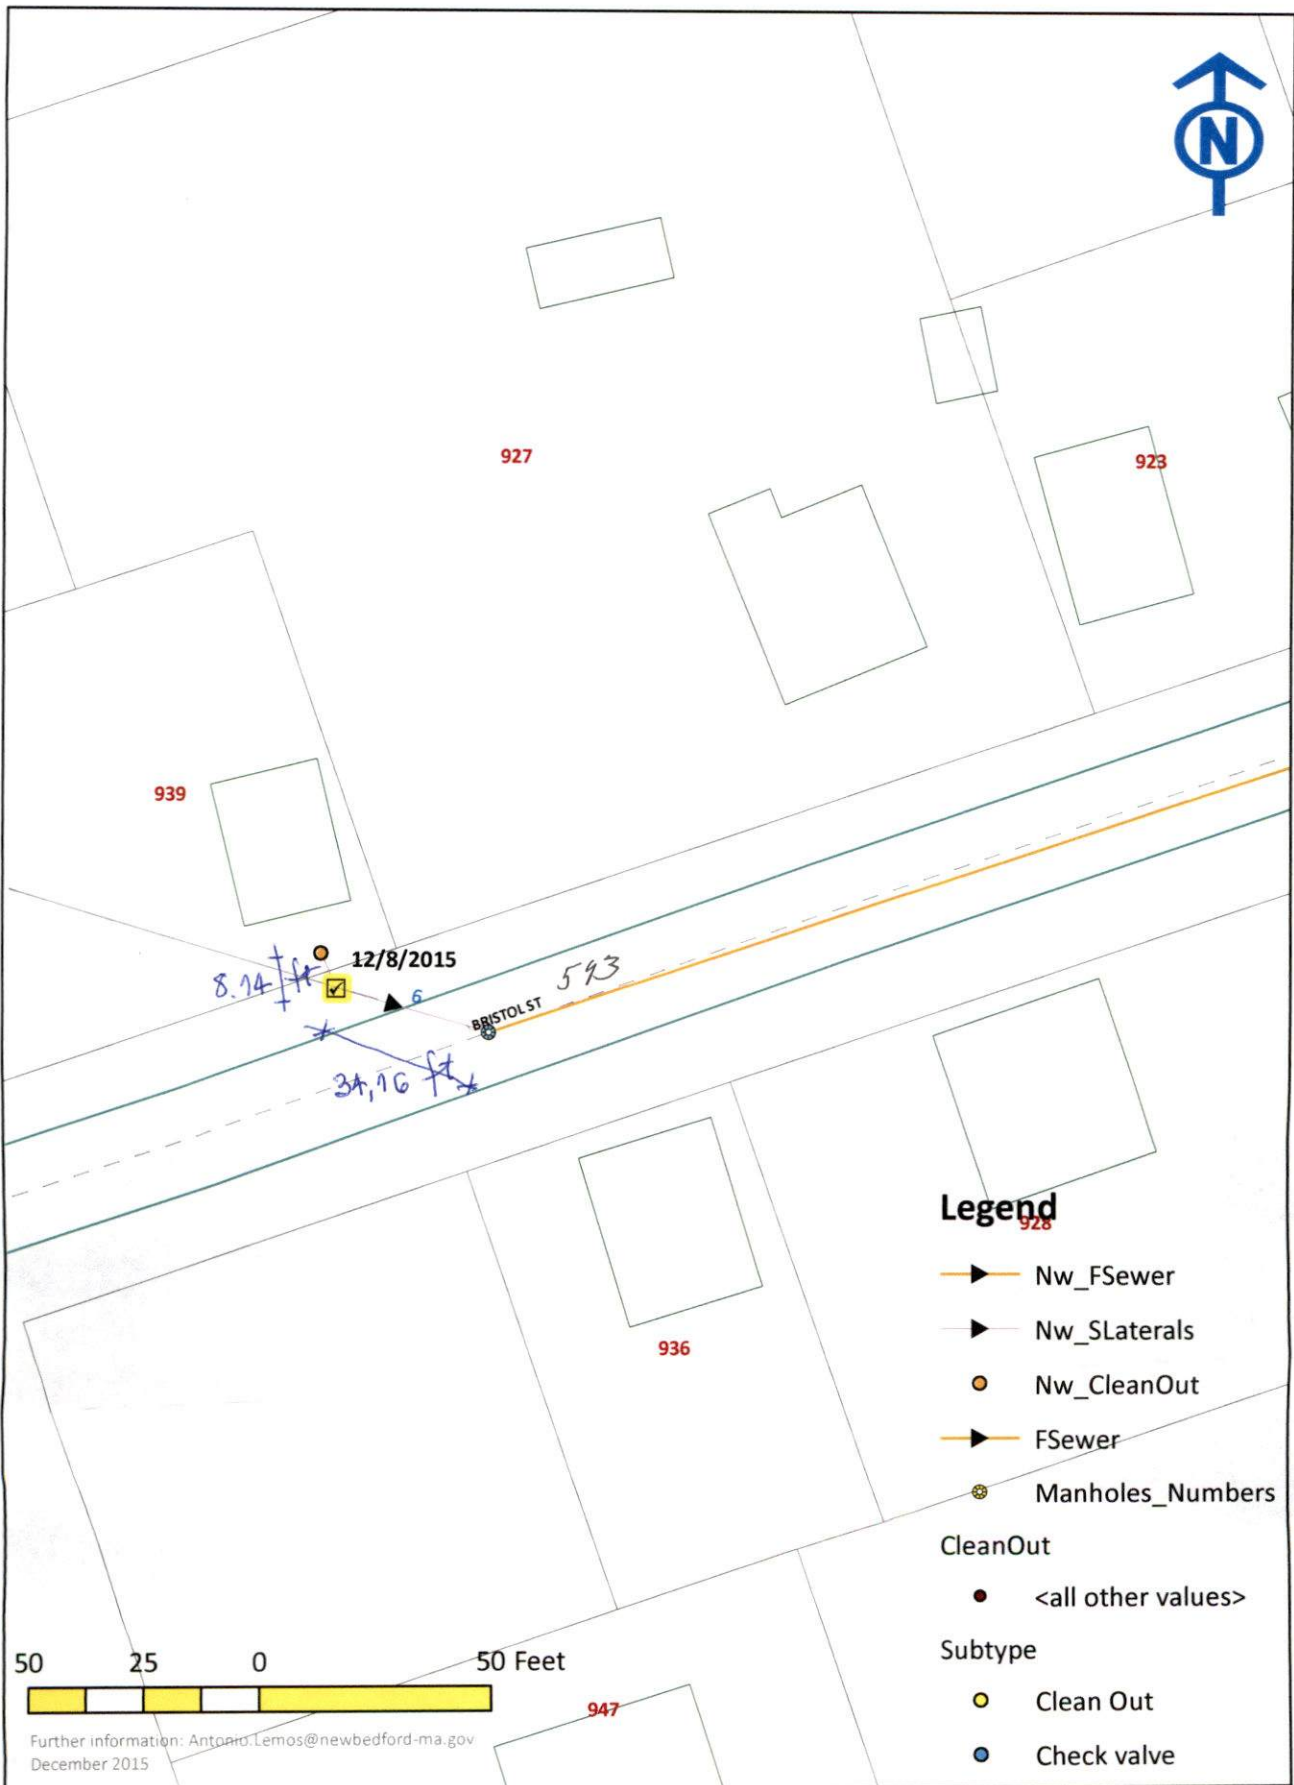 N
927
923
939
12/8/2015
8.14 ft
6
BRISTOL ST
593
34,16 ft
Legend
928
Nw_FSewer
Nw_SLaterals
936
Nw_CleanOut
FSewer
Manholes_Numbers
CleanOut
<all other values>
Subtype
50 25 0 50 Feet
Clean Out
947
Further information: Antonio.Lemos@newbedford-ma.gov
December 2015
Check valve